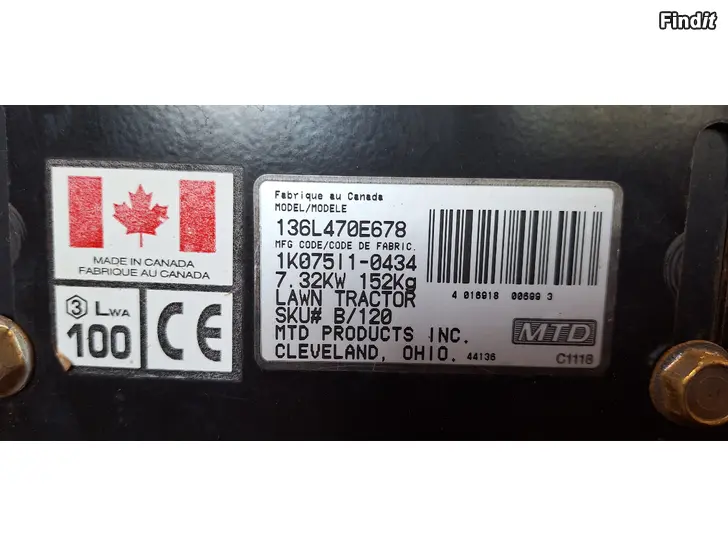 Findit
MADE IN CANADA
FABRIQUE AU CANADA
3 LWA
100
CE
Fabrique au Canada
MODEL/MODELE
136L470E678
MFG CODE/CODE DE FABRIC.
1K075I1-0434
7.32KW 152Kg
LAWN TRACTOR
SKU# B/120
MTD PRODUCTS INC.
CLEVELAND, OHIO. 44136
4 016918 00699 3
MTD
C1118